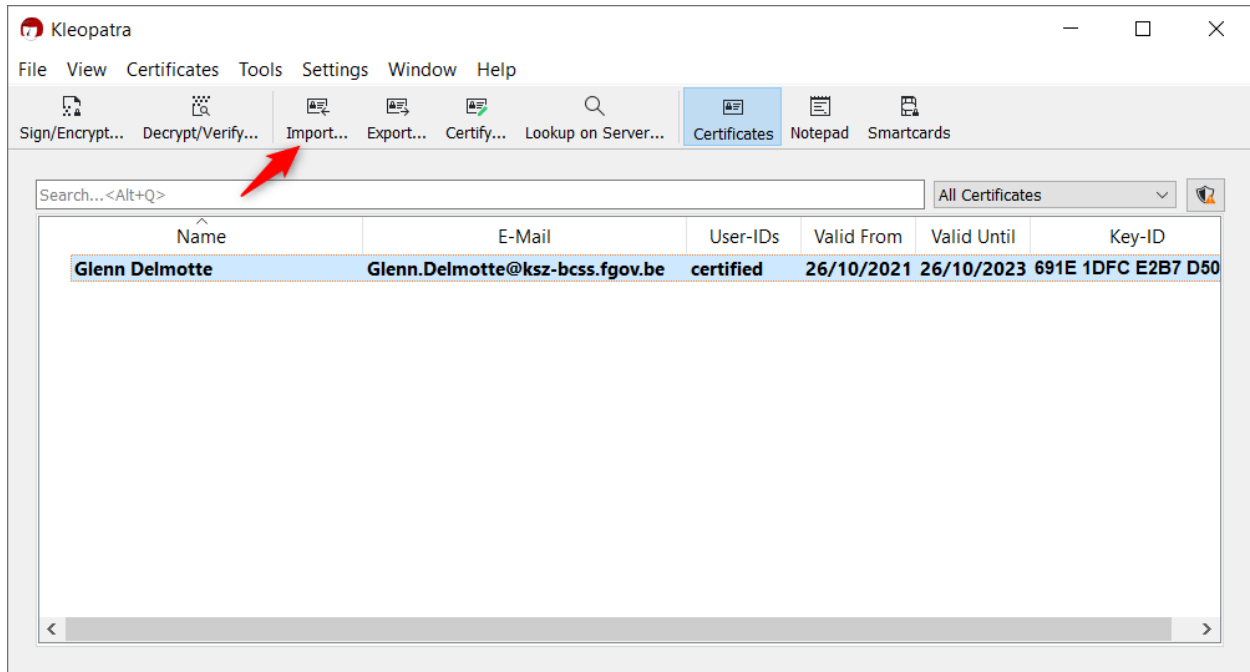 Kleopatra
File View Certificates Tools Settings Window Help
Sign/Encrypt... Decrypt/Verify... Import... Export... Certify... Lookup on Server... Certificates Notepad Smartcards
Search...<Alt+Q> All Certificates
Name E-Mail User-IDs Valid From Valid Until Key-ID
Glenn Delmotte Glenn.Delmotte@ksz-bcss.fgov.be certified 26/10/2021 26/10/2023 691E 1DFC E2B7 D50